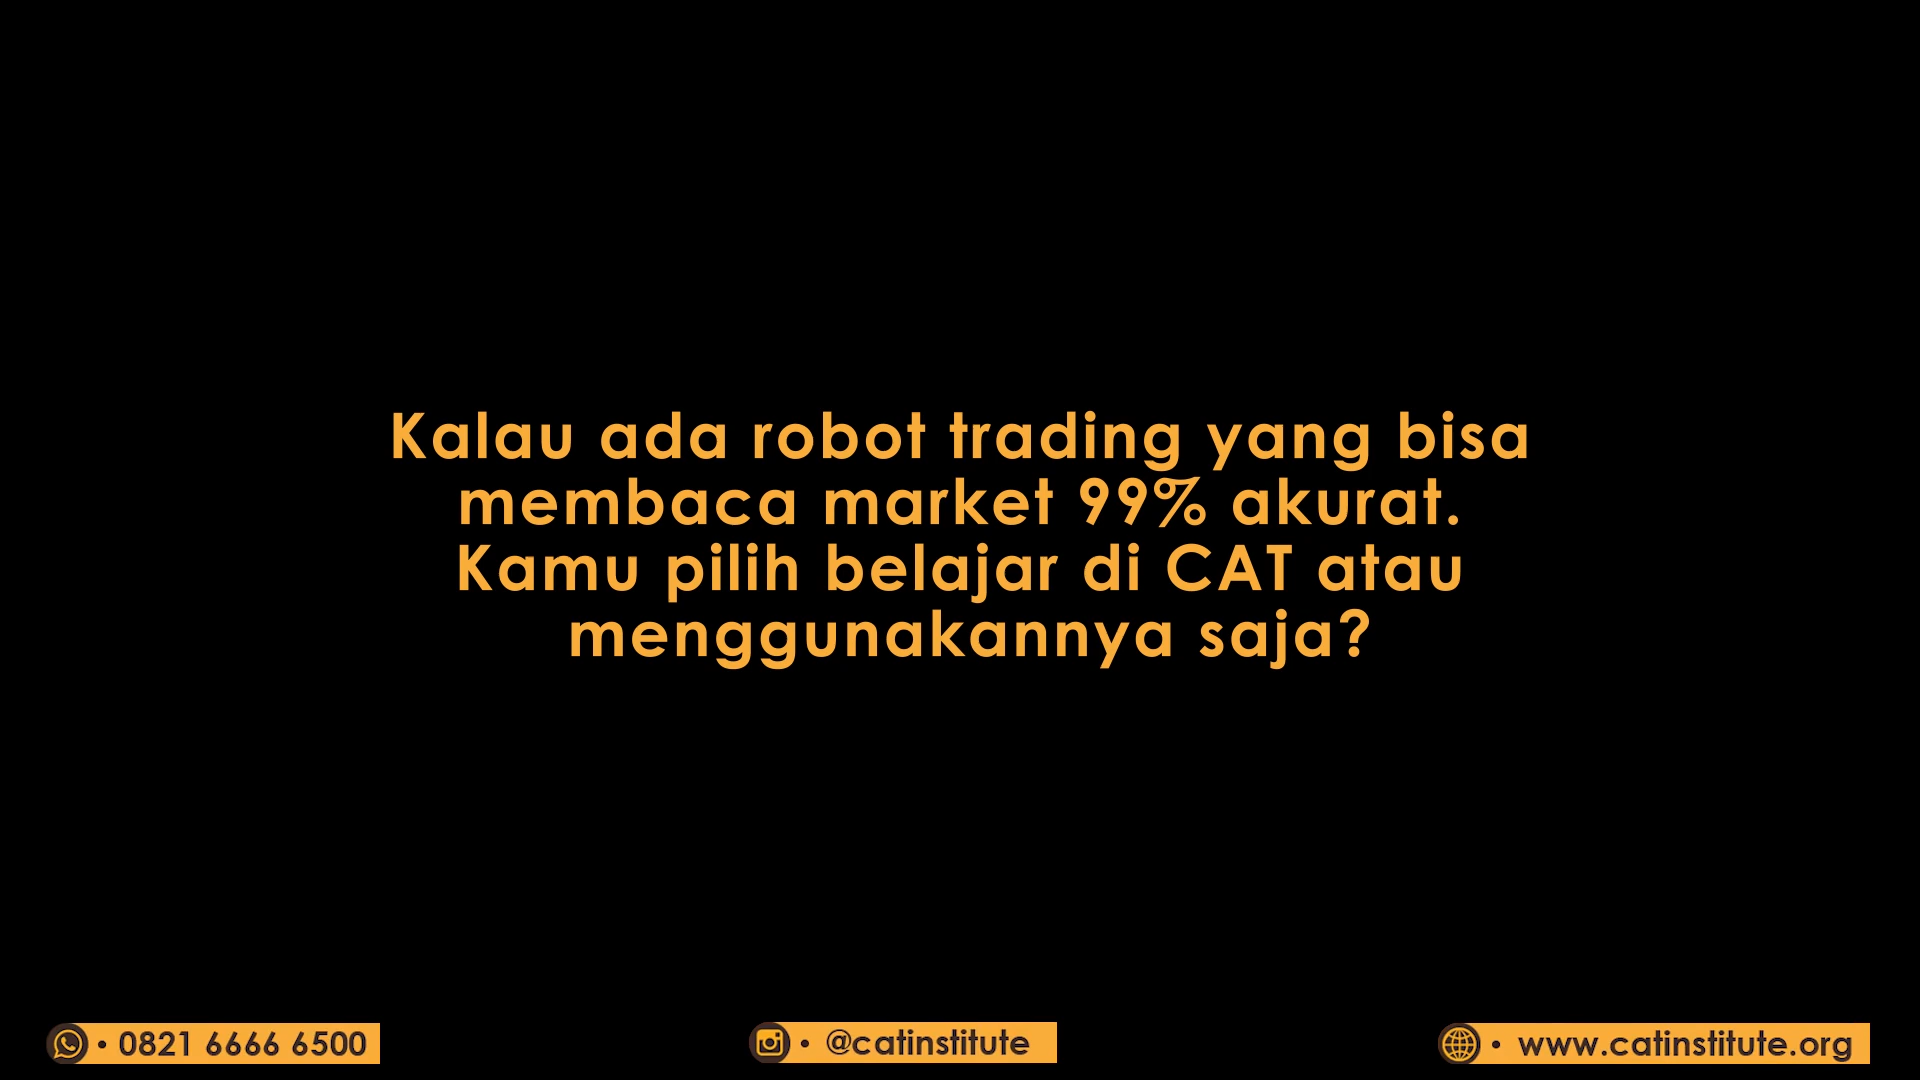 Kalau ada robot trading yang bisa
membaca market 99% akurat.
Kamu pilih belajar di CAT atau
menggunakannya saja?
• 0821 6666 6500
• @catinstitute
• www.catinstitute.org